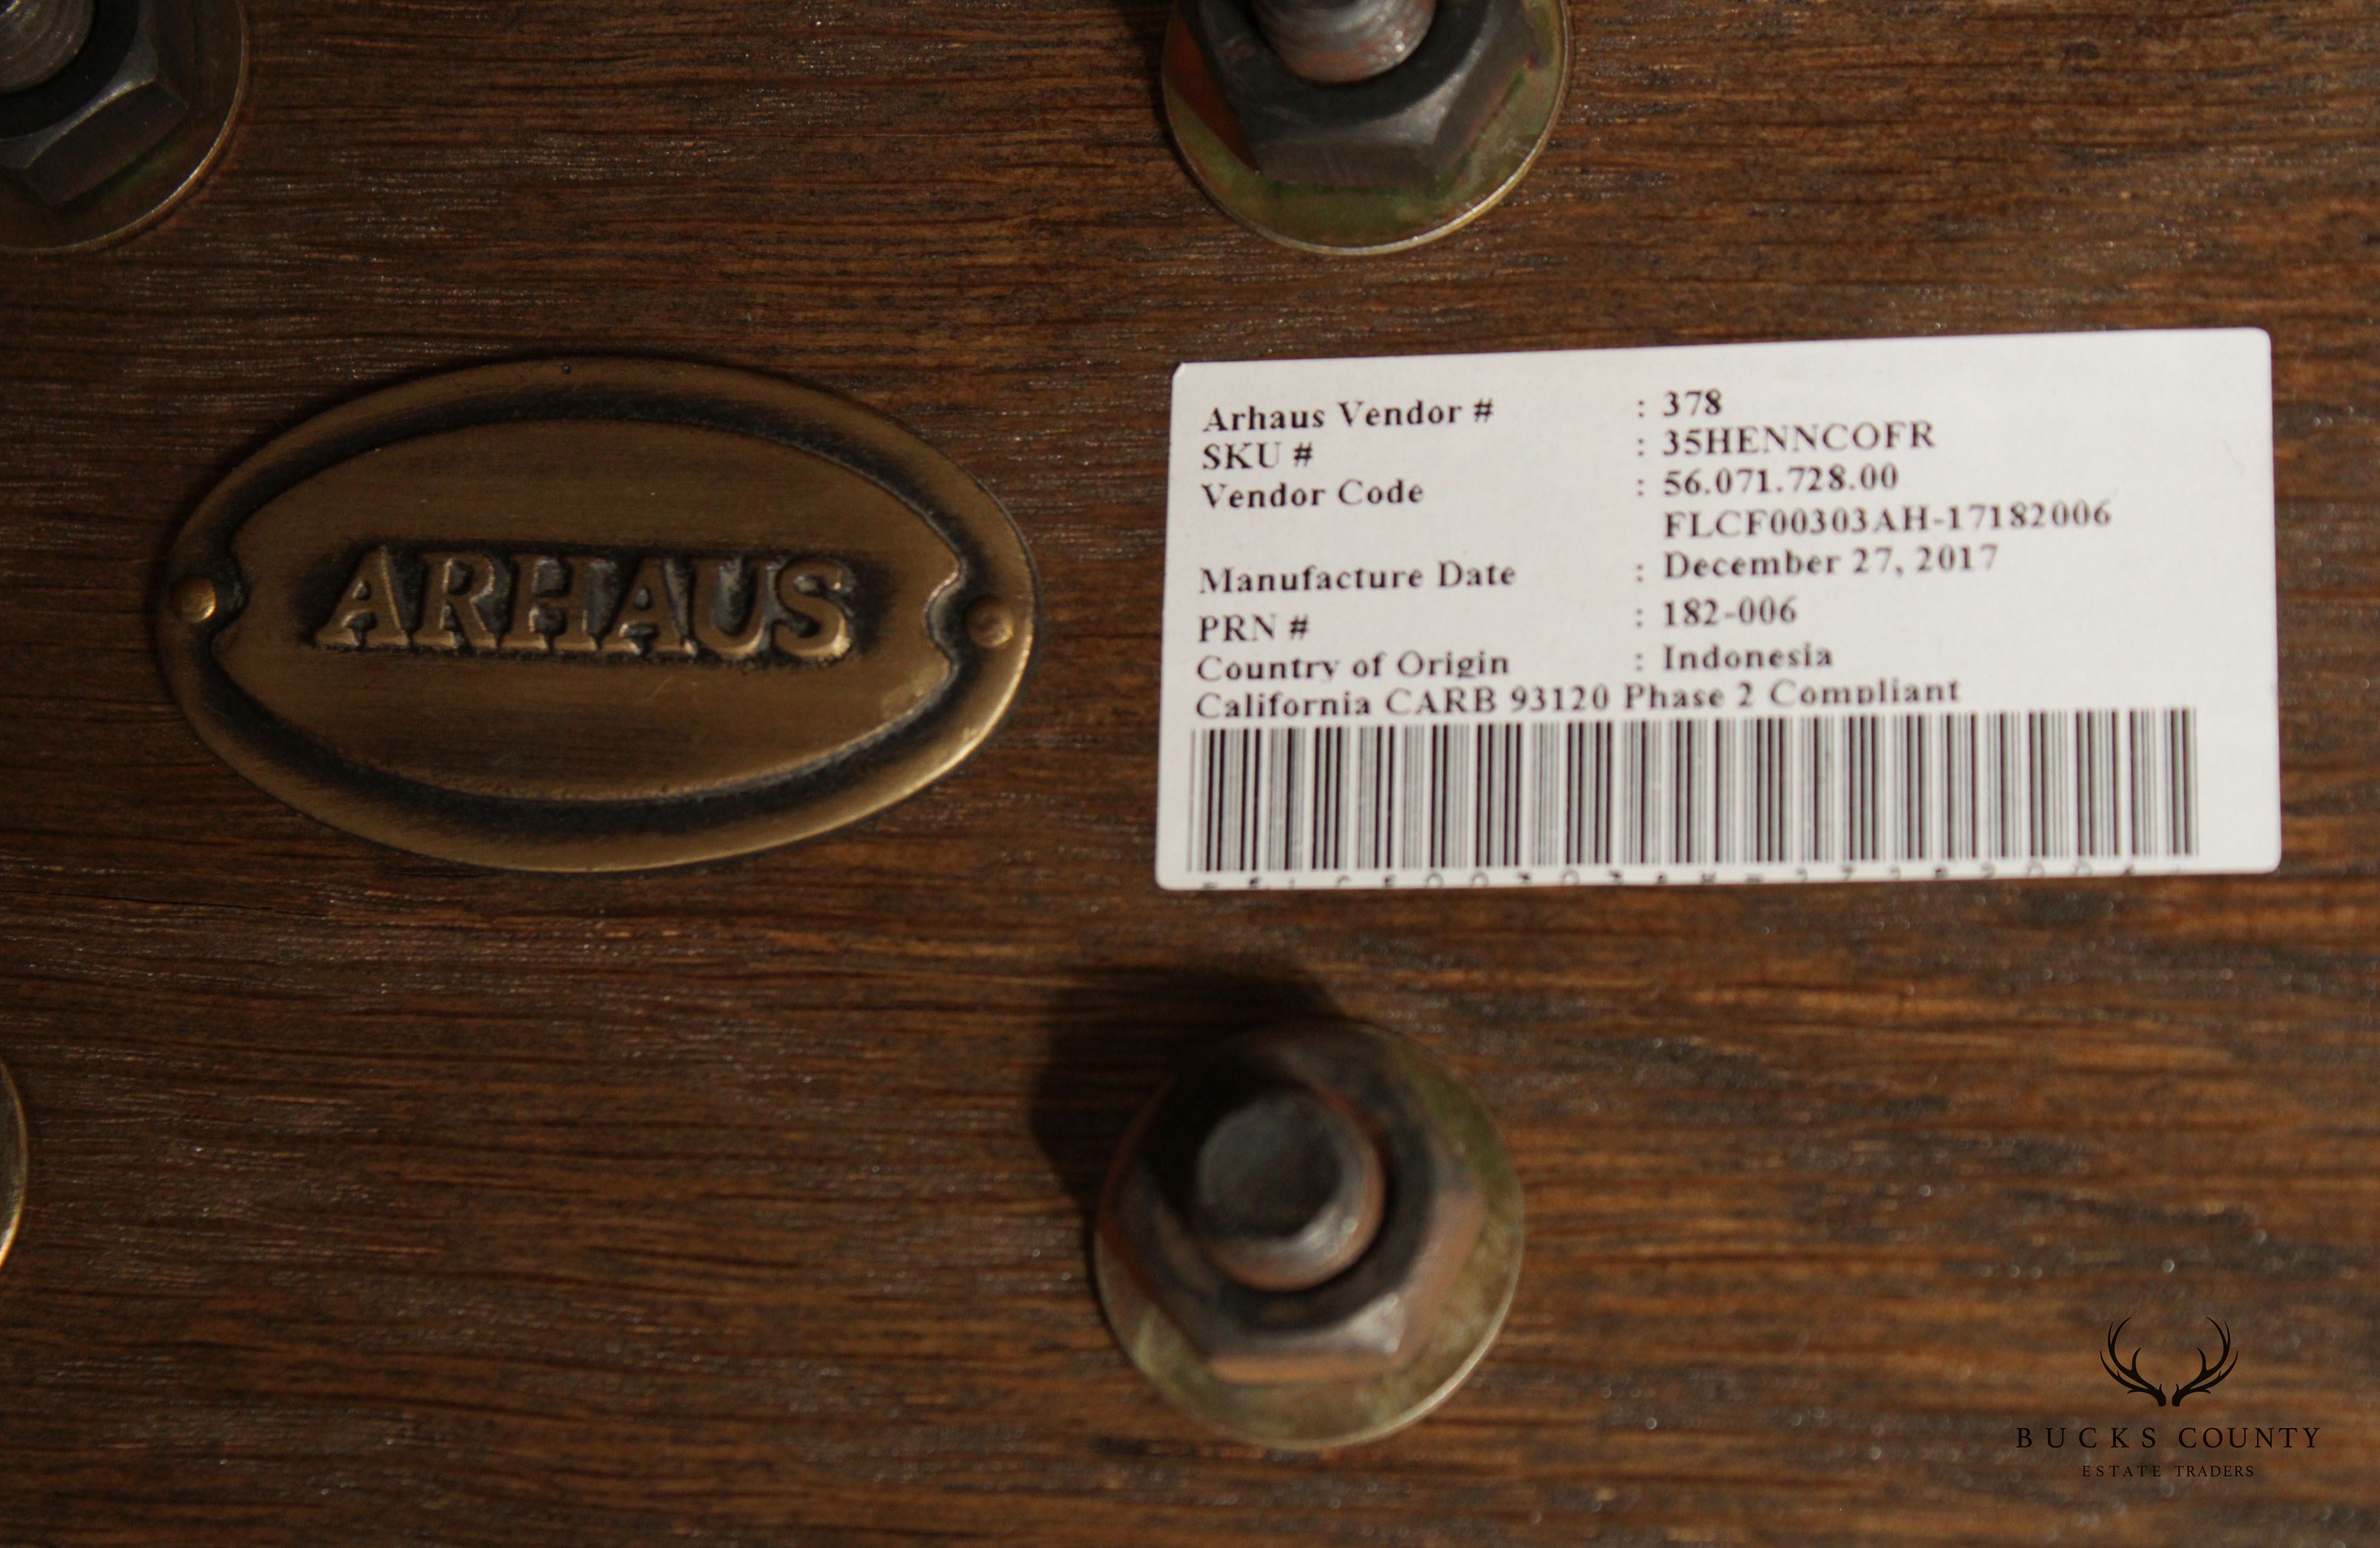 ARHAUS
Arhaus Vendor # : 378
SKU # : 35HENNCOFR
Vendor Code : 56.071.728.00
FLCF00303AH-17182006
Manufacture Date : December 27, 2017
PRN # : 182-006
Country of Origin : Indonesia
California CARB 93120 Phase 2 Compliant
BUCKS COUNTY
ESTATE TRADERS